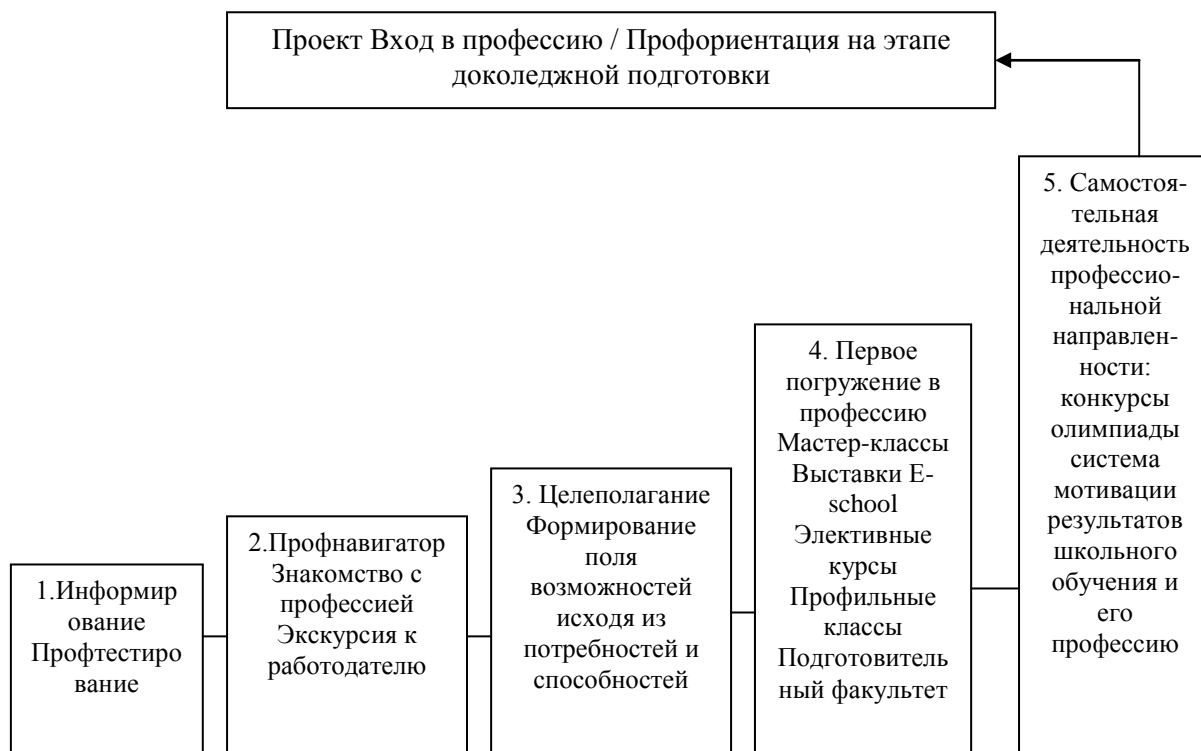 Проект Вход в профессию / Профориентация на этапе
доколеджной подготовки
1.Информир
ование
Профтестиро
вание
2.Профнавигатор
Знакомство с
профессией
Экскурсия к
работодателю
3. Целеполагание
Формирование
поля
возможностей
исходя из
потребностей и
способностей
4. Первое
погружение в
профессию
Мастер-классы
Выставки E-
school
Элективные
курсы
Профильные
классы
Подготовитель
ный факультет
5. Самостоя-
тельная
деятельность
профессио-
нальной
направлен-
ности:
конкурсы
олимпиады
система
мотивации
результатов
школьного
обучения и
его
профессию